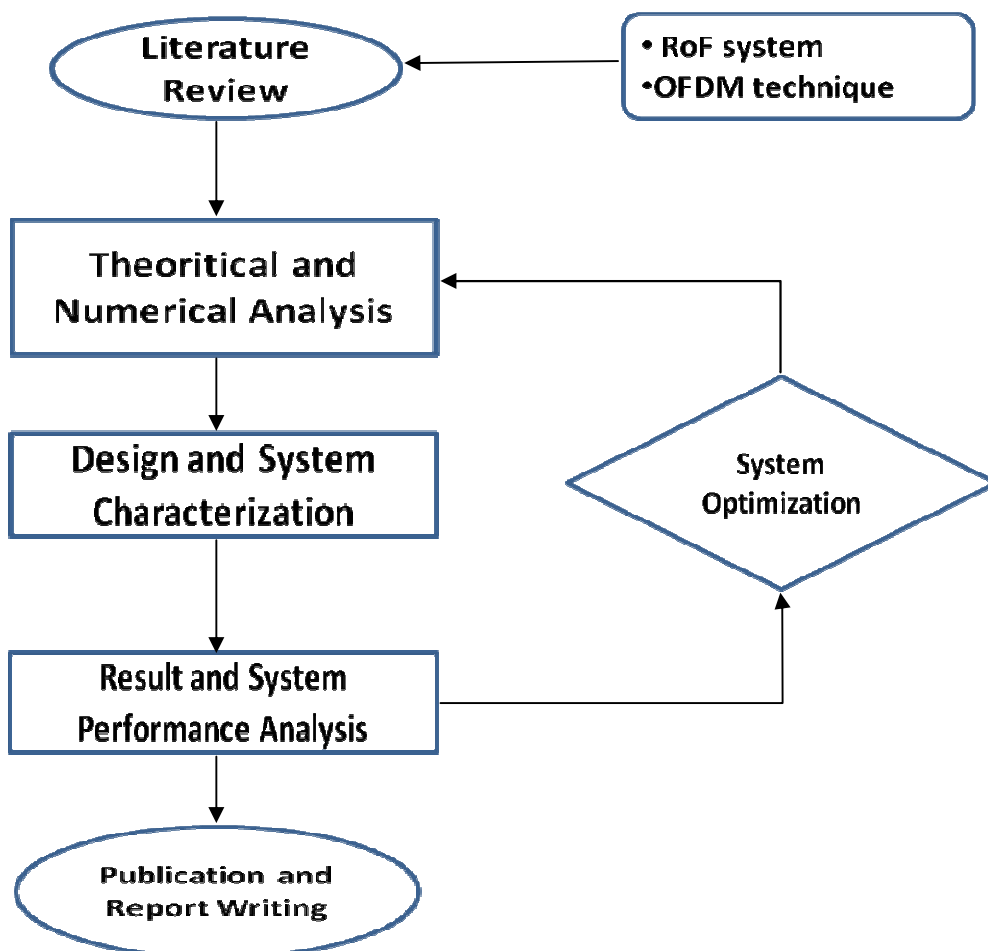 Literature
Review
• RoF system
•OFDM technique
Theoritical and
Numerical Analysis
Design and System
Characterization
System
Optimization
Result and System
Performance Analysis
Publication and
Report Writing